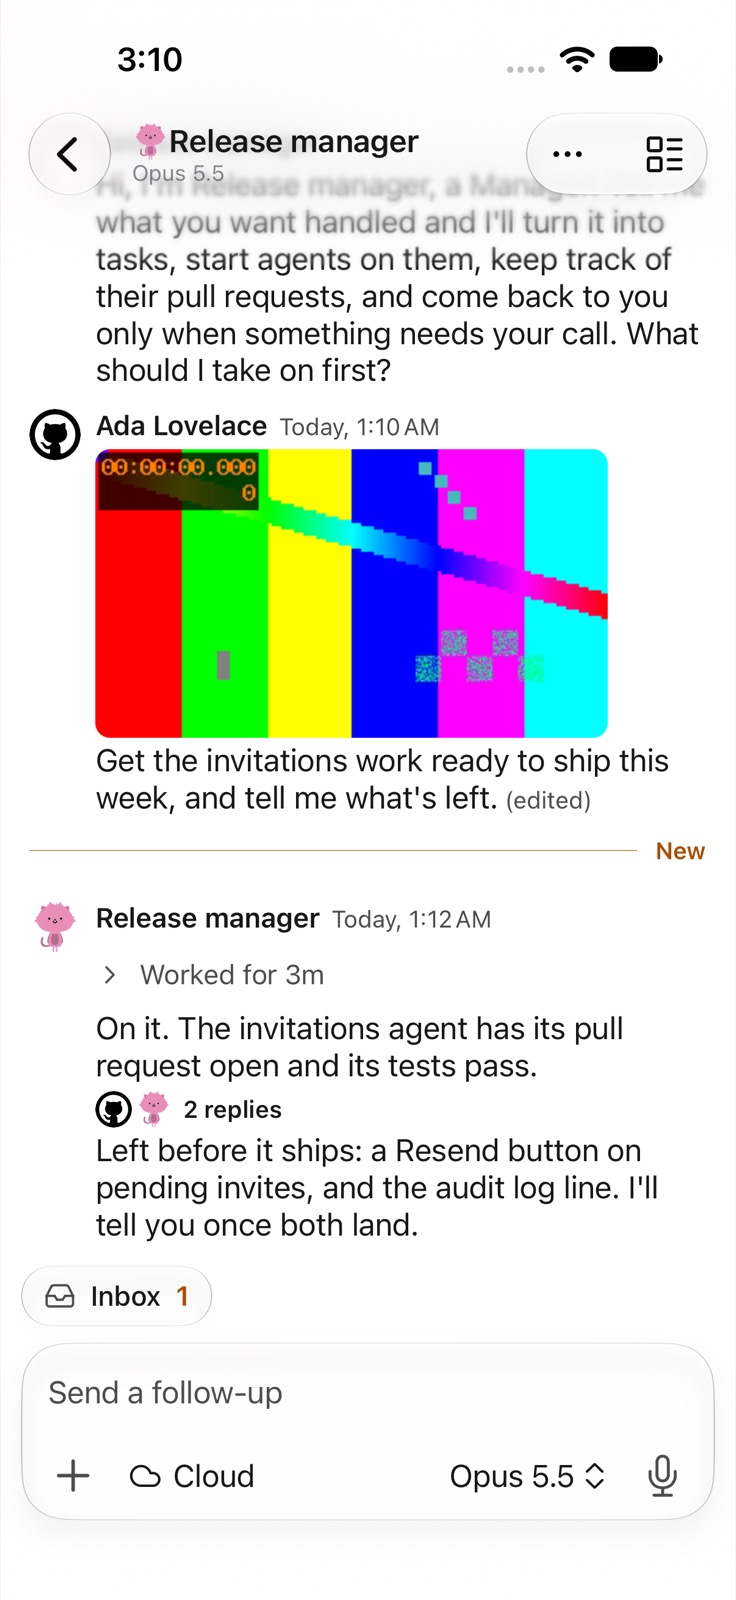 3:10
Release manager
Opus 5.5
Hi, I'm Release manager, a
what you want handled and I'll turn it into
tasks, start agents on them, keep track of
their pull requests, and come back to you
only when something needs your call. What
should I take on first?
Ada Lovelace Today, 1:10 AM
00:00:00.000
0
Get the invitations work ready to ship this
week, and tell me what's left. (edited)
New
Release manager Today, 1:12 AM
Worked for 3m
On it. The invitations agent has its pull
request open and its tests pass.
2 replies
Left before it ships: a Resend button on
pending invites, and the audit log line. I'll
tell you once both land.
Inbox 1
Send a follow-up
Cloud
Opus 5.5